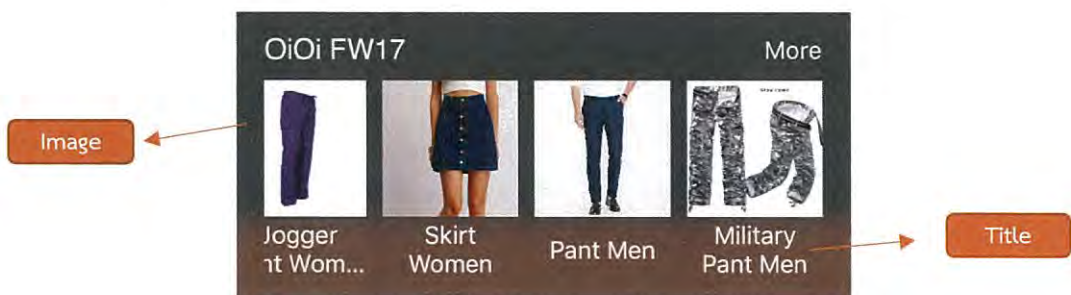 OiOi FW17
More
Image
Jogger
nt Wom...
Skirt
Women
Pant Men
Military
Pant Men
Title